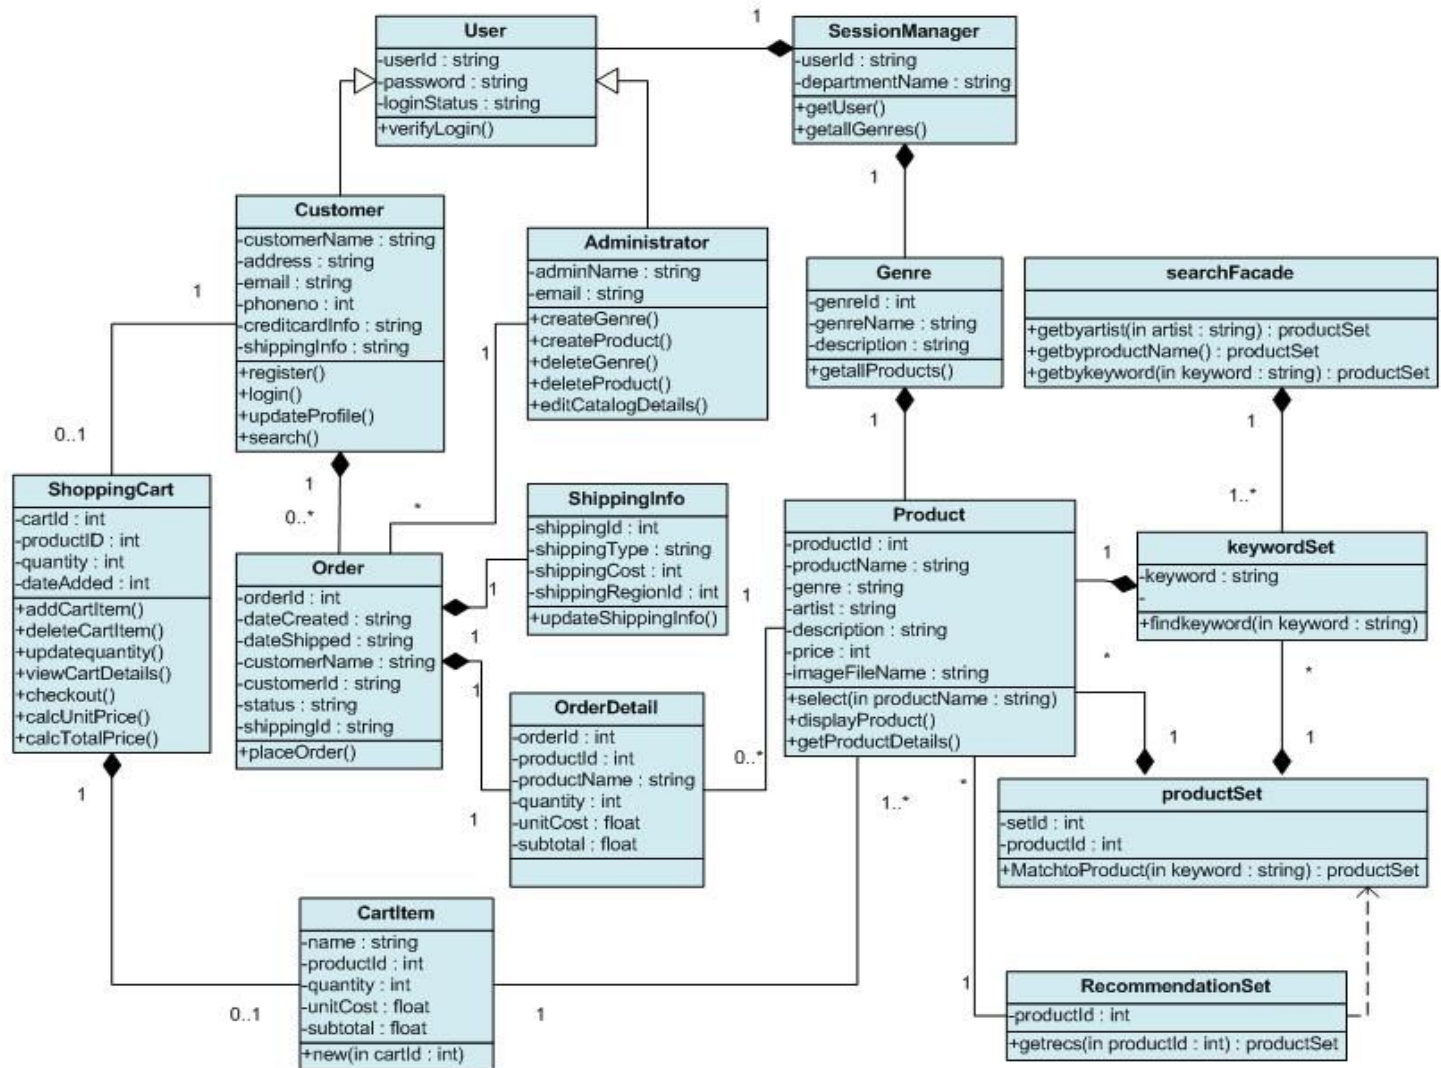 User
-userId : string
-password : string
-loginStatus : string
+verifyLogin()
1
SessionManager
-userId : string
-departmentName : string
+getUser()
+getallGenres()
1
Customer
-customerName : string
-address : string
-email : string
-phoneno : int
-creditcardInfo : string
-shippingInfo : string
+register()
+login()
+updateProfile()
+search()
1
0..1
1
0..*
Administrator
-adminName : string
-email : string
+createGenre()
+createProduct()
+deleteGenre()
+deleteProduct()
+editCatalogDetails()
1
*
Genre
-genreId : int
-genreName : string
-description : string
+getallProducts()
1
searchFacade
+getbyartist(in artist : string) : productSet
+getbyproductName() : productSet
+getbykeyword(in keyword : string) : productSet
1
1..*
ShoppingCart
-cartId : int
-productID : int
-quantity : int
-dateAdded : int
+addCartItem()
+deleteCartItem()
+updatequantity()
+viewCartDetails()
+checkout()
+calcUnitPrice()
+calcTotalPrice()
1
0..1
Order
-orderId : int
-dateCreated : string
-dateShipped : string
-customerName : string
-customerId : string
-status : string
-shippingId : string
+placeOrder()
1
1
1
1
ShippingInfo
-shippingId : int
-shippingType : string
-shippingCost : int
-shippingRegionId : int
+updateShippingInfo()
OrderDetail
-orderId : int
-productId : int
-productName : string
-quantity : int
-unitCost : float
-subtotal : float
1
0..*
Product
-productId : int
-productName : string
-genre : string
-artist : string
-description : string
-price : int
-imageFileName : string
+select(in productName : string)
+displayProduct()
+getProductDetails()
1..*
*
1
*
1
keywordSet
-keyword : string
-
+findkeyword(in keyword : string)
*
1
productSet
-setId : int
-productId : int
+MatchtoProduct(in keyword : string) : productSet
CartItem
-name : string
-productId : int
-quantity : int
-unitCost : float
-subtotal : float
+new(in cartId : int)
1
1
RecommendationSet
-productId : int
+getrecs(in productId : int) : productSet